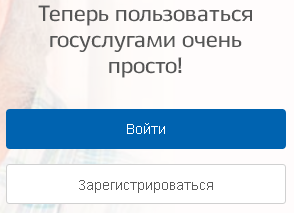 Теперь пользоваться
госуслугами очень
просто!
Войти
Зарегистрироваться